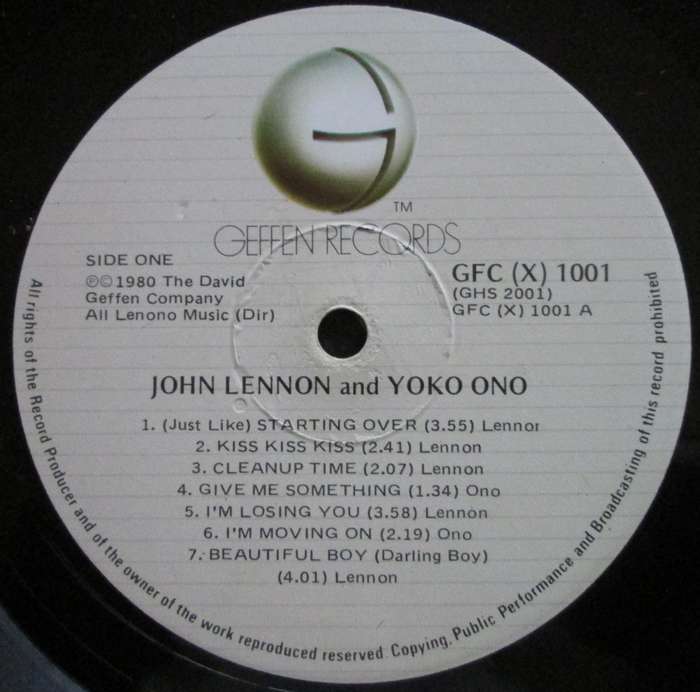 TM
GEFFEN RECORDS
SIDE ONE
℗©1980 The David
Geffen Company
All Lenono Music (Dir)
GFC (X) 1001
(GHS 2001)
GFC (X) 1001 A
JOHN LENNON and YOKO ONO
1. (Just Like) STARTING OVER (3.55) Lennor
2. KISS KISS KISS (2.41) Lennon
3. CLEANUP TIME (2.07) Lennon
4. GIVE ME SOMETHING (1.34) Ono
5. I'M LOSING YOU (3.58) Lennon
6. I'M MOVING ON (2.19) Ono
7. BEAUTIFUL BOY (Darling Boy)
(4.01) Lennon
All rights of the Record Producer and of the owner of the work reproduced reserved. Copying, Public Performance and Broadcasting of this record prohibited